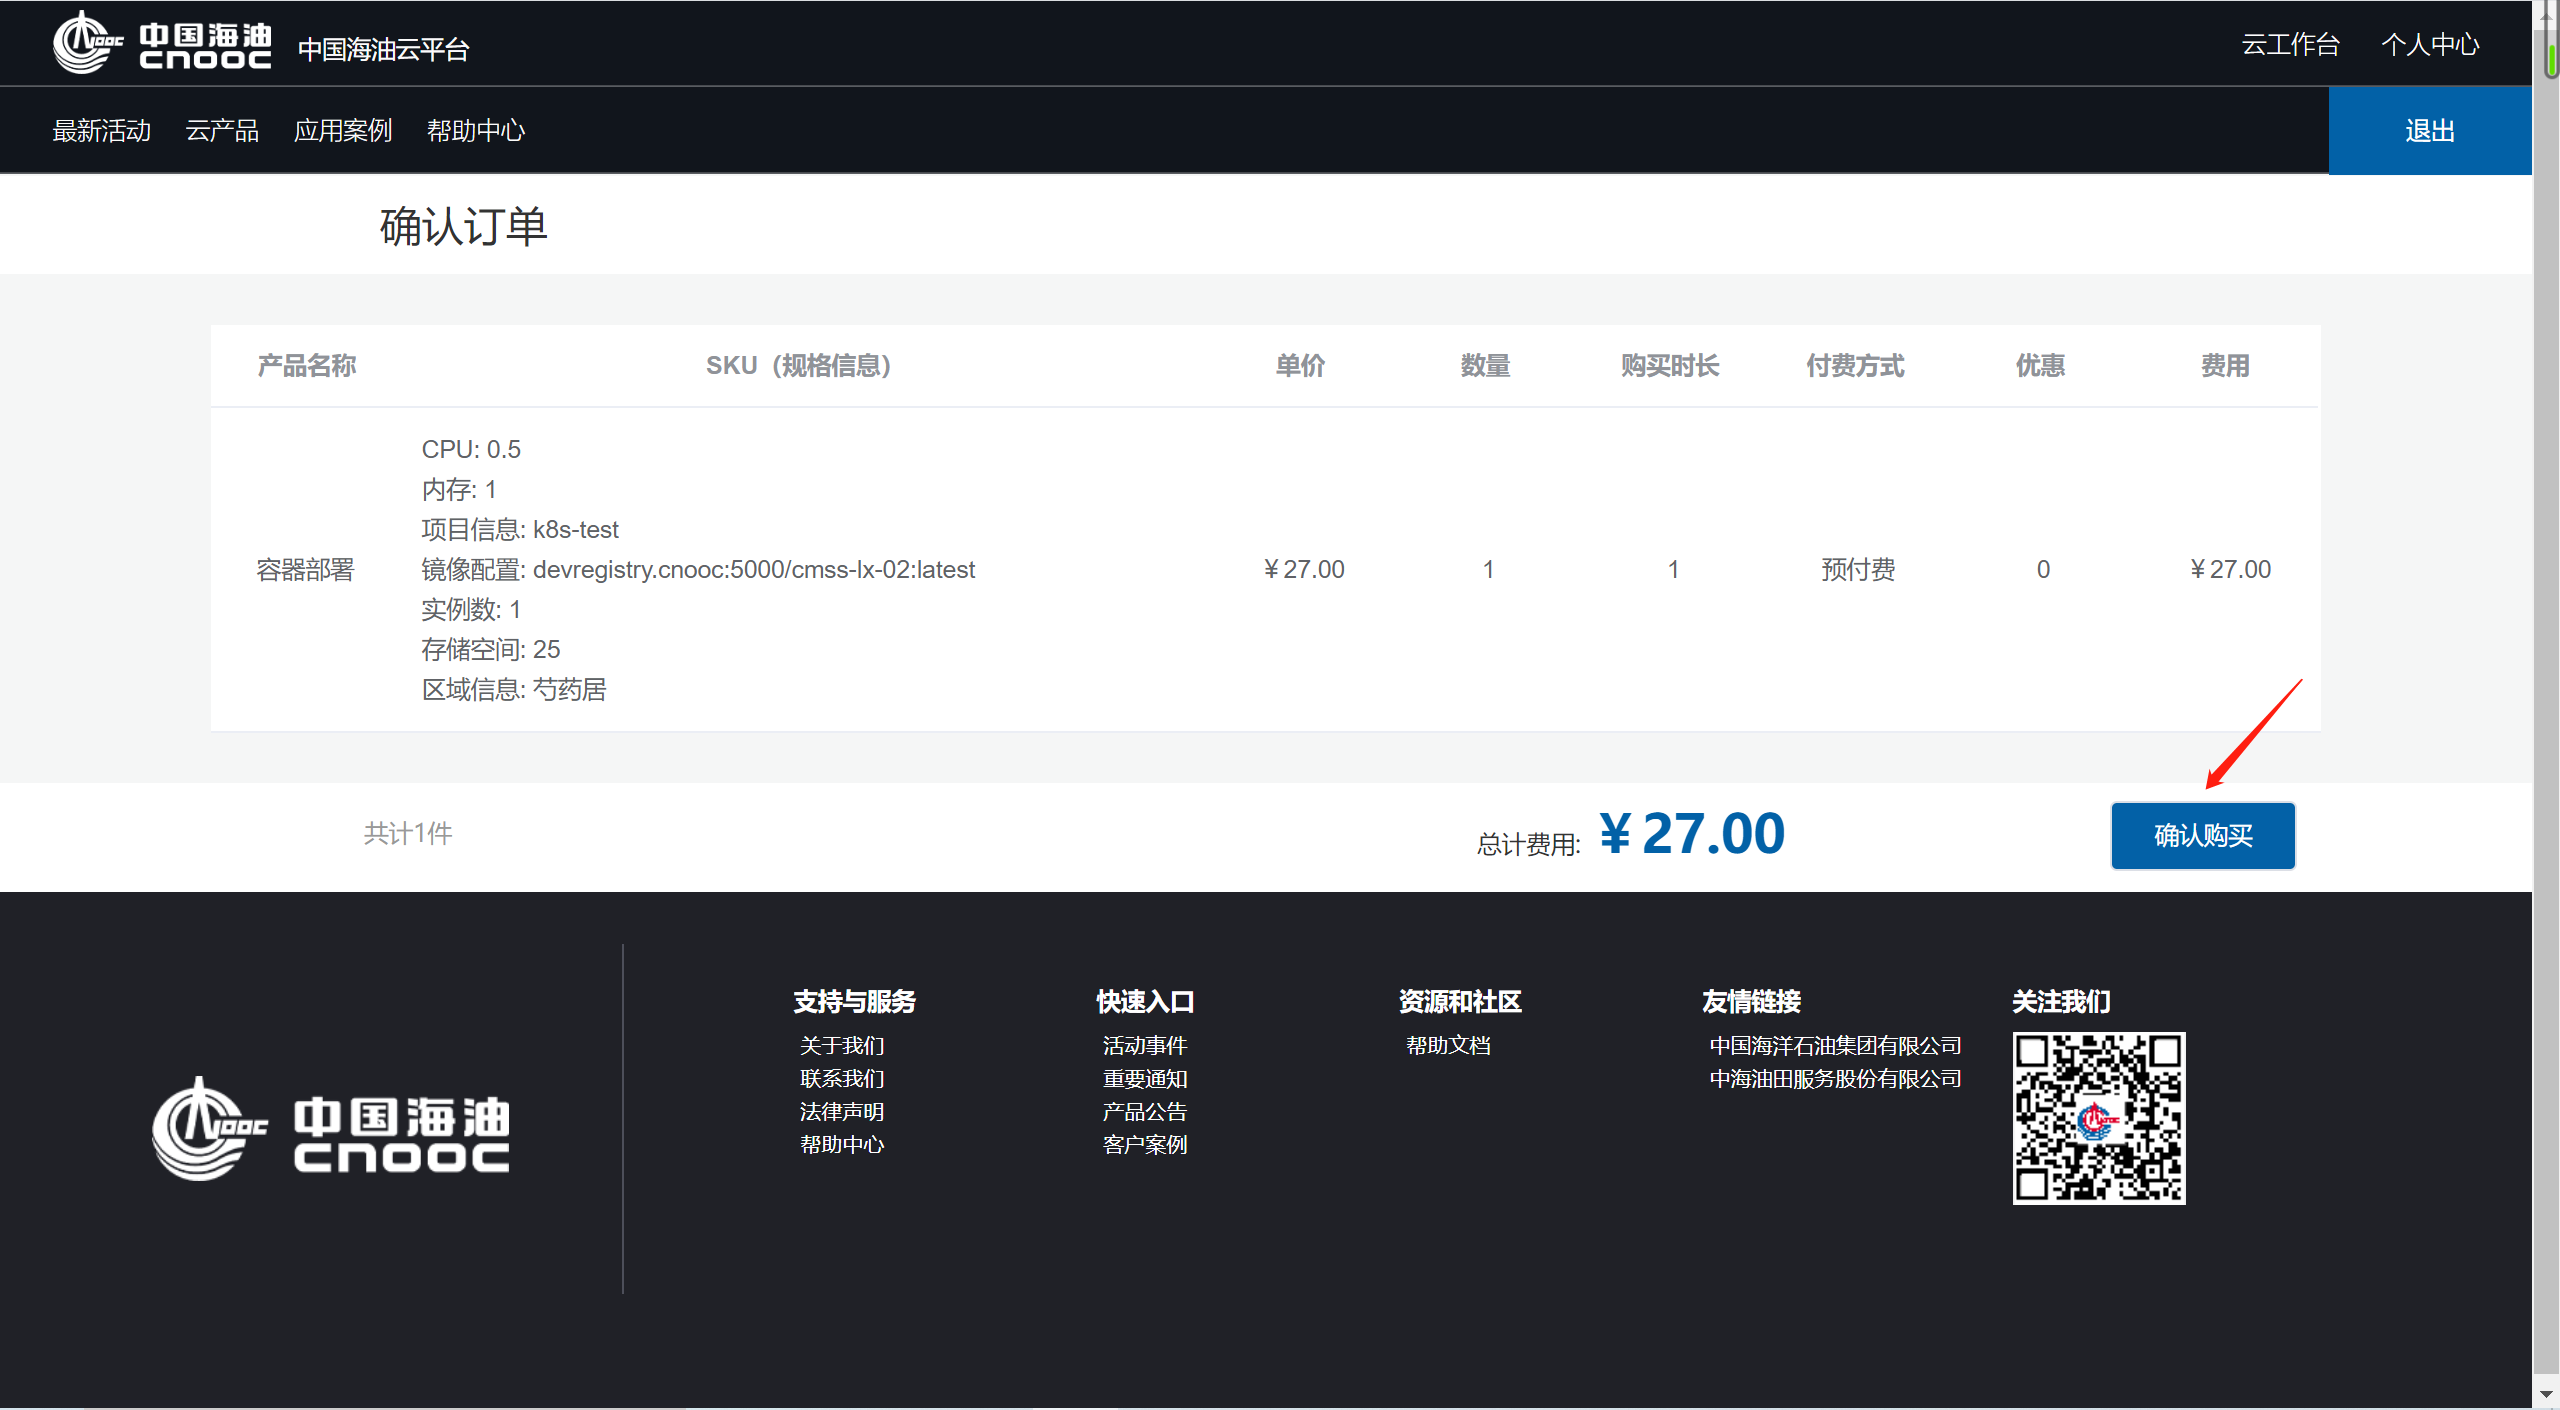 NOOC 中国海油 cnooc 中国海油云平台 云工作台 个人中心
最新活动 云产品 应用案例 帮助中心 退出
确认订单
产品名称 SKU（规格信息） 单价 数量 购买时长 付费方式 优惠 费用
CPU: 0.5
内存: 1
项目信息: k8s-test
容器部署 镜像配置: devregistry.cnooc:5000/cmss-lx-02:latest ¥27.00 1 1 预付费 0 ¥27.00
实例数: 1
存储空间: 25
区域信息: 芍药居
共计1件 总计费用: ¥27.00 确认购买
支持与服务 快速入口 资源和社区 友情链接 关注我们
关于我们 活动事件 帮助文档 中国海洋石油集团有限公司
联系我们 重要通知 中海油田服务股份有限公司
法律声明 产品公告
帮助中心 客户案例
NOOC 中国海油
cnooc